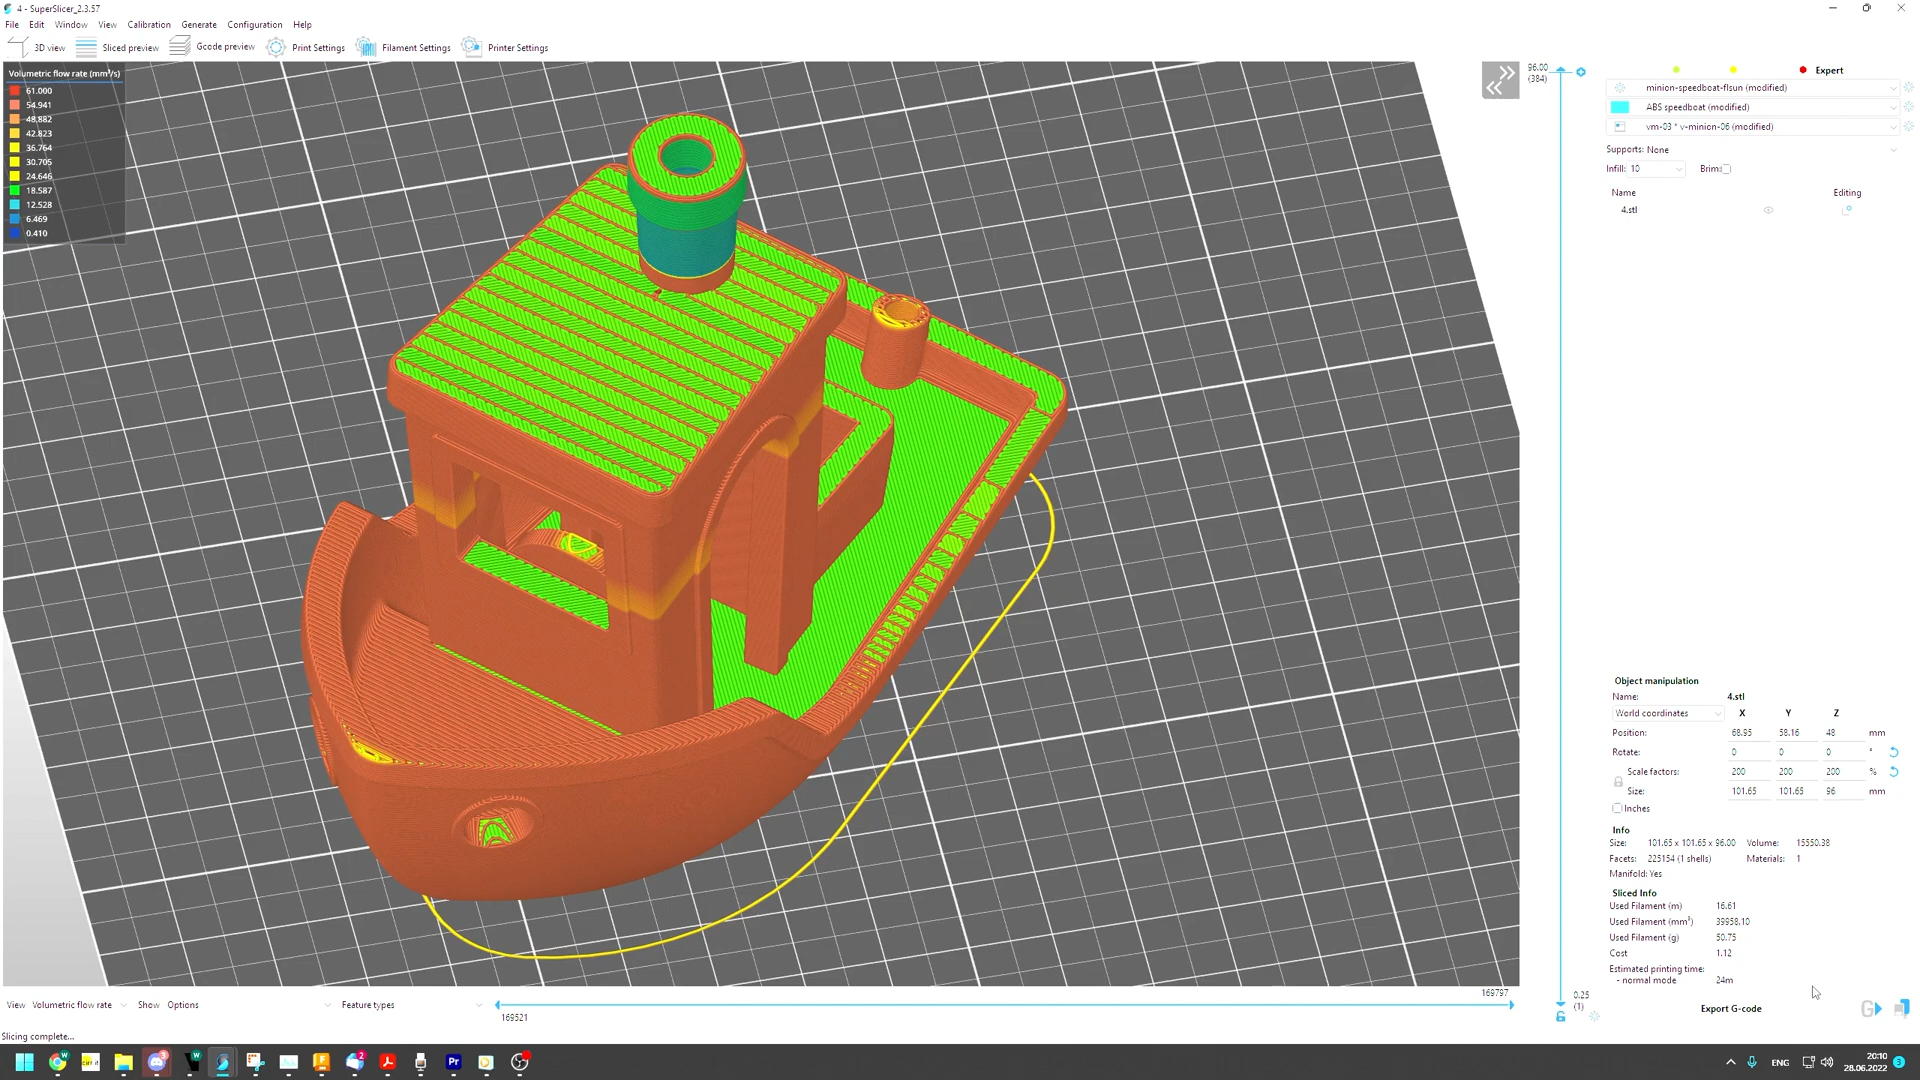 4 - SuperSlicer_2.3.57
File Edit Window View Calibration Generate Configuration Help
3D view Sliced preview Gcode preview Print Settings Filament Settings Printer Settings
Volumetric flow rate (mm³/s)
61.000
54.941
48.882
42.823
36.764
30.705
24.646
18.587
12.528
6.469
0.410
96.00
(384)
Expert
minion-speedboat-flsun (modified)
ABS speedboat (modified)
vm-03 * v-minion-06 (modified)
Supports: None
Infill: 10 Brim:
Name Editing
4.stl
Object manipulation
Name: 4.stl
World coordinates X Y Z
Position: 68.95 58.16 48 mm
Rotate: 0 0 0 °
Scale factors: 200 200 200 %
Size: 101.65 101.65 96 mm
Inches
Info
Size: 101.65 x 101.65 x 96.00 Volume: 15550.38
Facets: 225154 (1 shells) Materials: 1
Manifold: Yes
Sliced Info
Used Filament (m) 16.61
Used Filament (mm³) 39958.10
Used Filament (g) 50.75
Cost 1.12
Estimated printing time:
- normal mode 24m
0.25
(1)
Export G-code
View Volumetric flow rate Show Options Feature types
169797
169521
Slicing complete...
ENG
20:10
28.06.2022
3